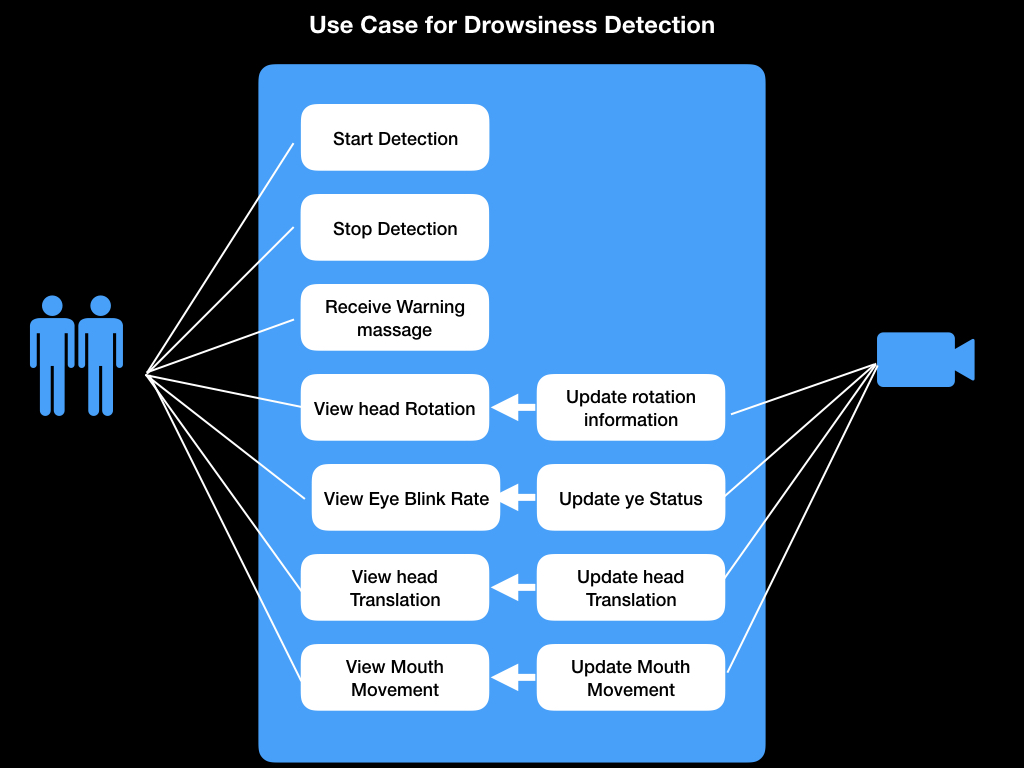 Use Case for Drowsiness Detection
Start Detection
Stop Detection
Receive Warning
massage
View head Rotation
Update rotation
information
View Eye Blink Rate
Update ye Status
View head
Translation
Update head
Translation
View Mouth
Movement
Update Mouth
Movement